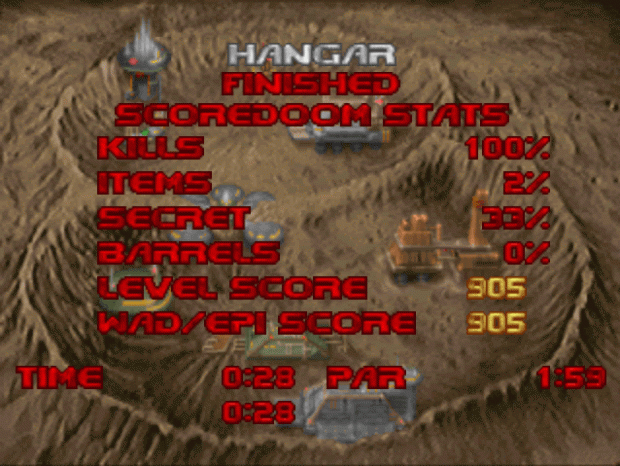 HANGAR
FINISHED
SCOREDOOM STATS
KILLS 100%
ITEMS 2%
SECRET 33%
BARRELS 0%
LEVEL SCORE 905
WAD/EPI SCORE 905
TIME 0:28 PAR 1:59
0:28